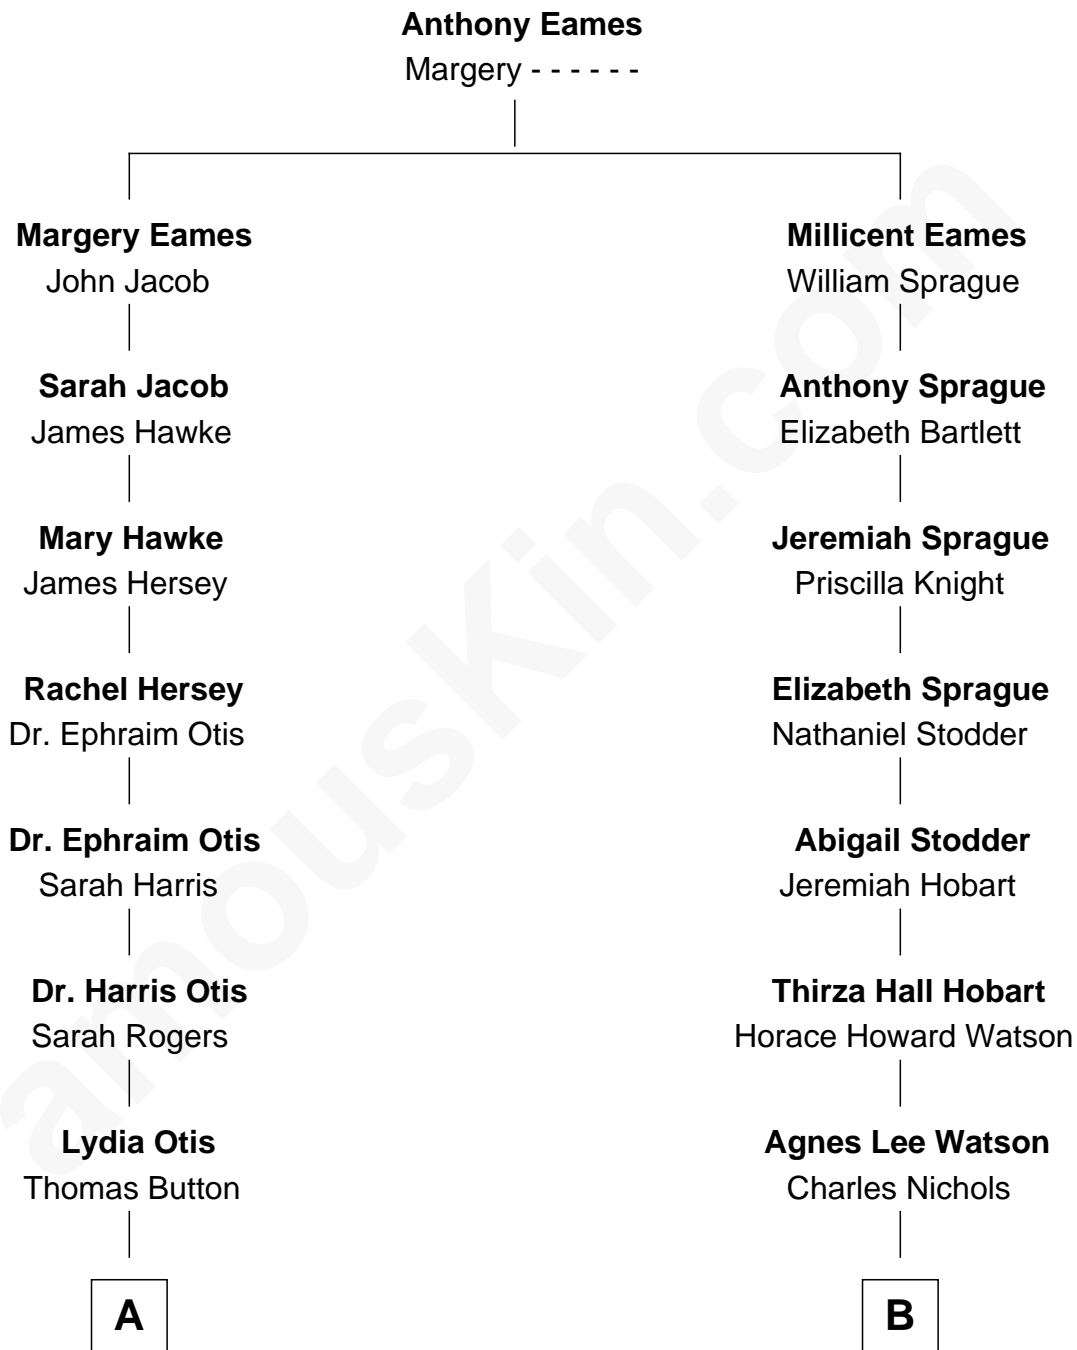 Anthony Eames
Margery - - - - - -
Margery Eames
John Jacob
Millicent Eames
William Sprague
Sarah Jacob
James Hawke
Anthony Sprague
Elizabeth Bartlett
Mary Hawke
James Hersey
Jeremiah Sprague
Priscilla Knight
Rachel Hersey
Dr. Ephraim Otis
Elizabeth Sprague
Nathaniel Stodder
Dr. Ephraim Otis
Sarah Harris
Abigail Stodder
Jeremiah Hobart
Dr. Harris Otis
Sarah Rogers
Thirza Hall Hobart
Horace Howard Watson
Lydia Otis
Thomas Button
Agnes Lee Watson
Charles Nichols
A
B
amousKin.com